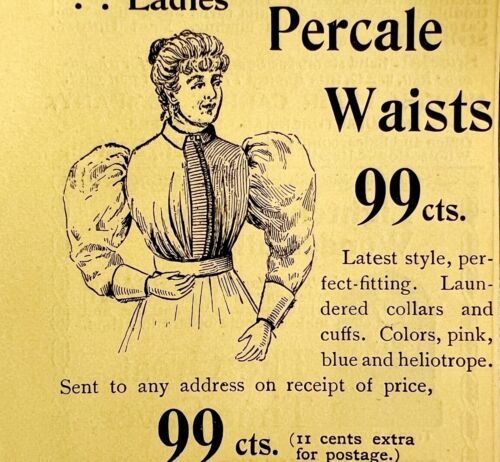 . . Ladies
Percale
Waists
99 cts.
Latest style, per-
fect-fitting. Laun-
dered collars and
cuffs. Colors, pink,
blue and heliotrope.
Sent to any address on receipt of price,
99 cts. (11 cents extra
for postage.)